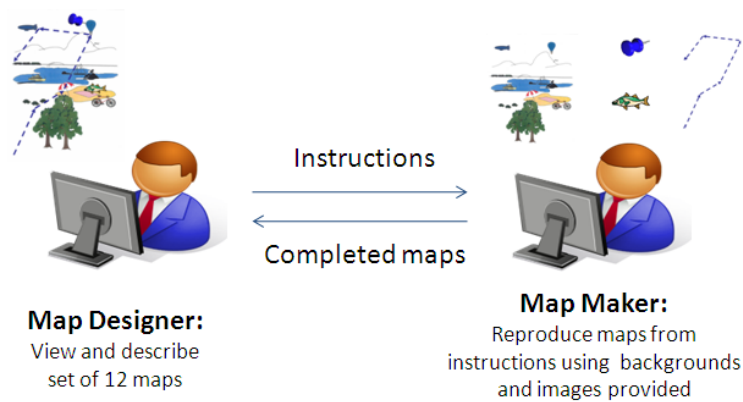 Instructions
Completed maps
Map Designer:
View and describe
set of 12 maps
Map Maker:
Reproduce maps from
instructions using backgrounds
and images provided